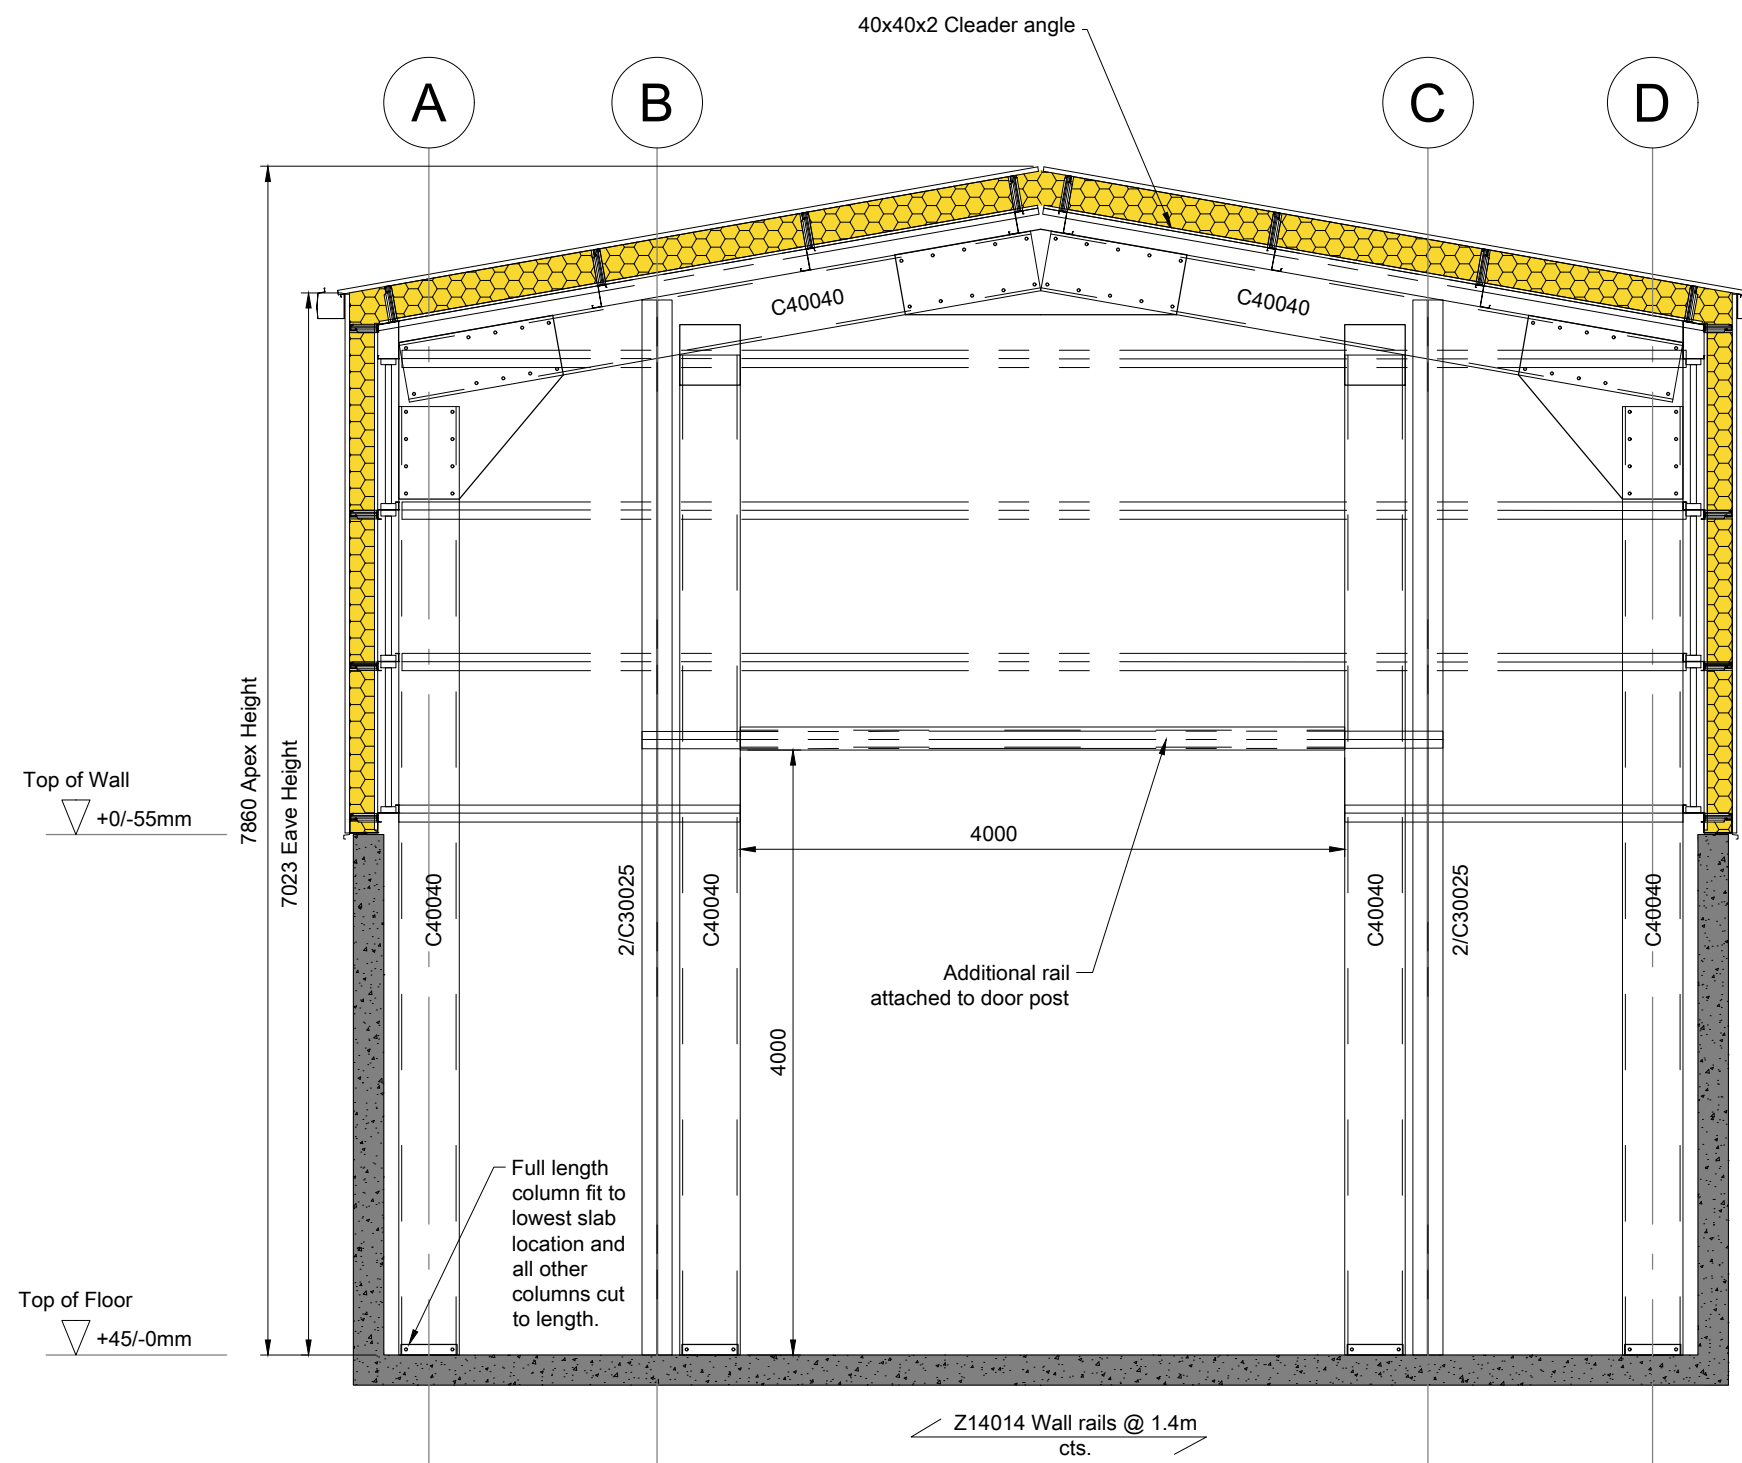 40x40x2 Cleader angle
A
B
C
D
C40040
C40040
7860 Apex Height
7023 Eave Height
Top of Wall
+0/-55mm
4000
C40040
2/C30025
C40040
C40040
2/C30025
C40040
Additional rail
attached to door post
4000
Full length
column fit to
lowest slab
location and
all other
columns cut
to length.
Top of Floor
+45/-0mm
Z14014 Wall rails @ 1.4m
cts.